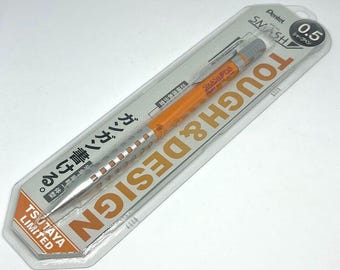 Pentel
SMASH
0.5
TOUGH&DESIGN
ガンガン書ける。
TSUTAYA
LIMITED